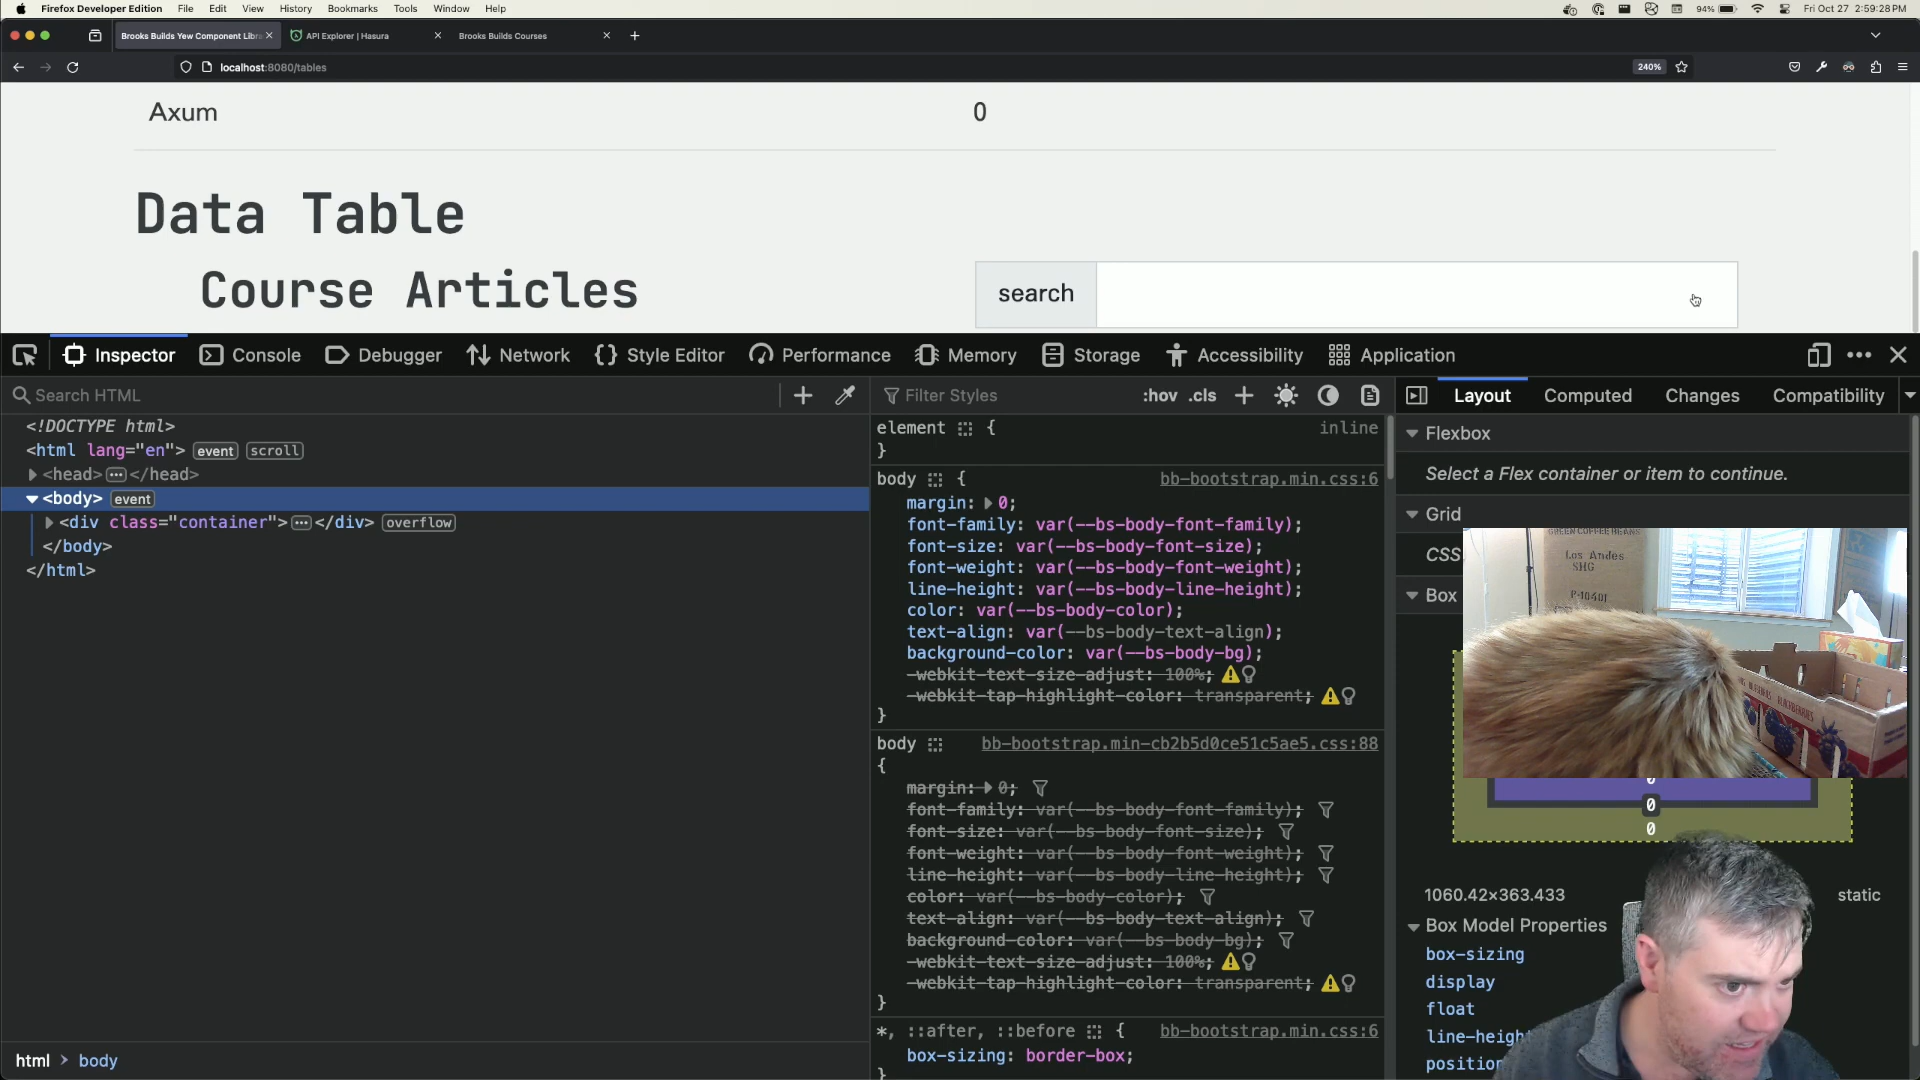 Firefox Developer Edition File Edit View History Bookmarks Tools Window Help 94% Fri Oct 27 2:59:28 PM
Brooks Builds Yew Component Libra API Explorer | Hasura Brooks Builds Courses
localhost:8080/tables 240%
Axum 0
Data Table
Course Articles search
Inspector Console Debugger Network Style Editor Performance Memory Storage Accessibility Application
Search HTML Filter Styles :hov .cls Layout Computed Changes Compatibility
<!DOCTYPE html>
<html lang="en"> event scroll
<head> ... </head>
<body> event
<div class="container"> ... </div> overflow
</body>
</html>
html > body
element {
inline
}
body {
bb-bootstrap.min.css:6
margin: 0;
font-family: var(--bs-body-font-family);
font-size: var(--bs-body-font-size);
font-weight: var(--bs-body-font-weight);
line-height: var(--bs-body-line-height);
color: var(--bs-body-color);
text-align: var(--bs-body-text-align);
background-color: var(--bs-body-bg);
-webkit-text-size-adjust: 100%;
-webkit-tap-highlight-color: transparent;
}
body
bb-bootstrap.min-cb2b5d0ce51c5ae5.css:88
{
margin: 0;
font-family: var(--bs-body-font-family);
font-size: var(--bs-body-font-size);
font-weight: var(--bs-body-font-weight);
line-height: var(--bs-body-line-height);
color: var(--bs-body-color);
text-align: var(--bs-body-text-align);
background-color: var(--bs-body-bg);
-webkit-text-size-adjust: 100%;
-webkit-tap-highlight-color: transparent;
}
*, ::after, ::before {
bb-bootstrap.min.css:6
box-sizing: border-box;
}
Flexbox
Select a Flex container or item to continue.
Grid
CSS
Box
GREEN COFFEE BEANS
Los Andes
SHG
P-10401
BLACKBERRIES
0
0
0
1060.42×363.433 static
Box Model Properties
box-sizing
display
float
line-height
position